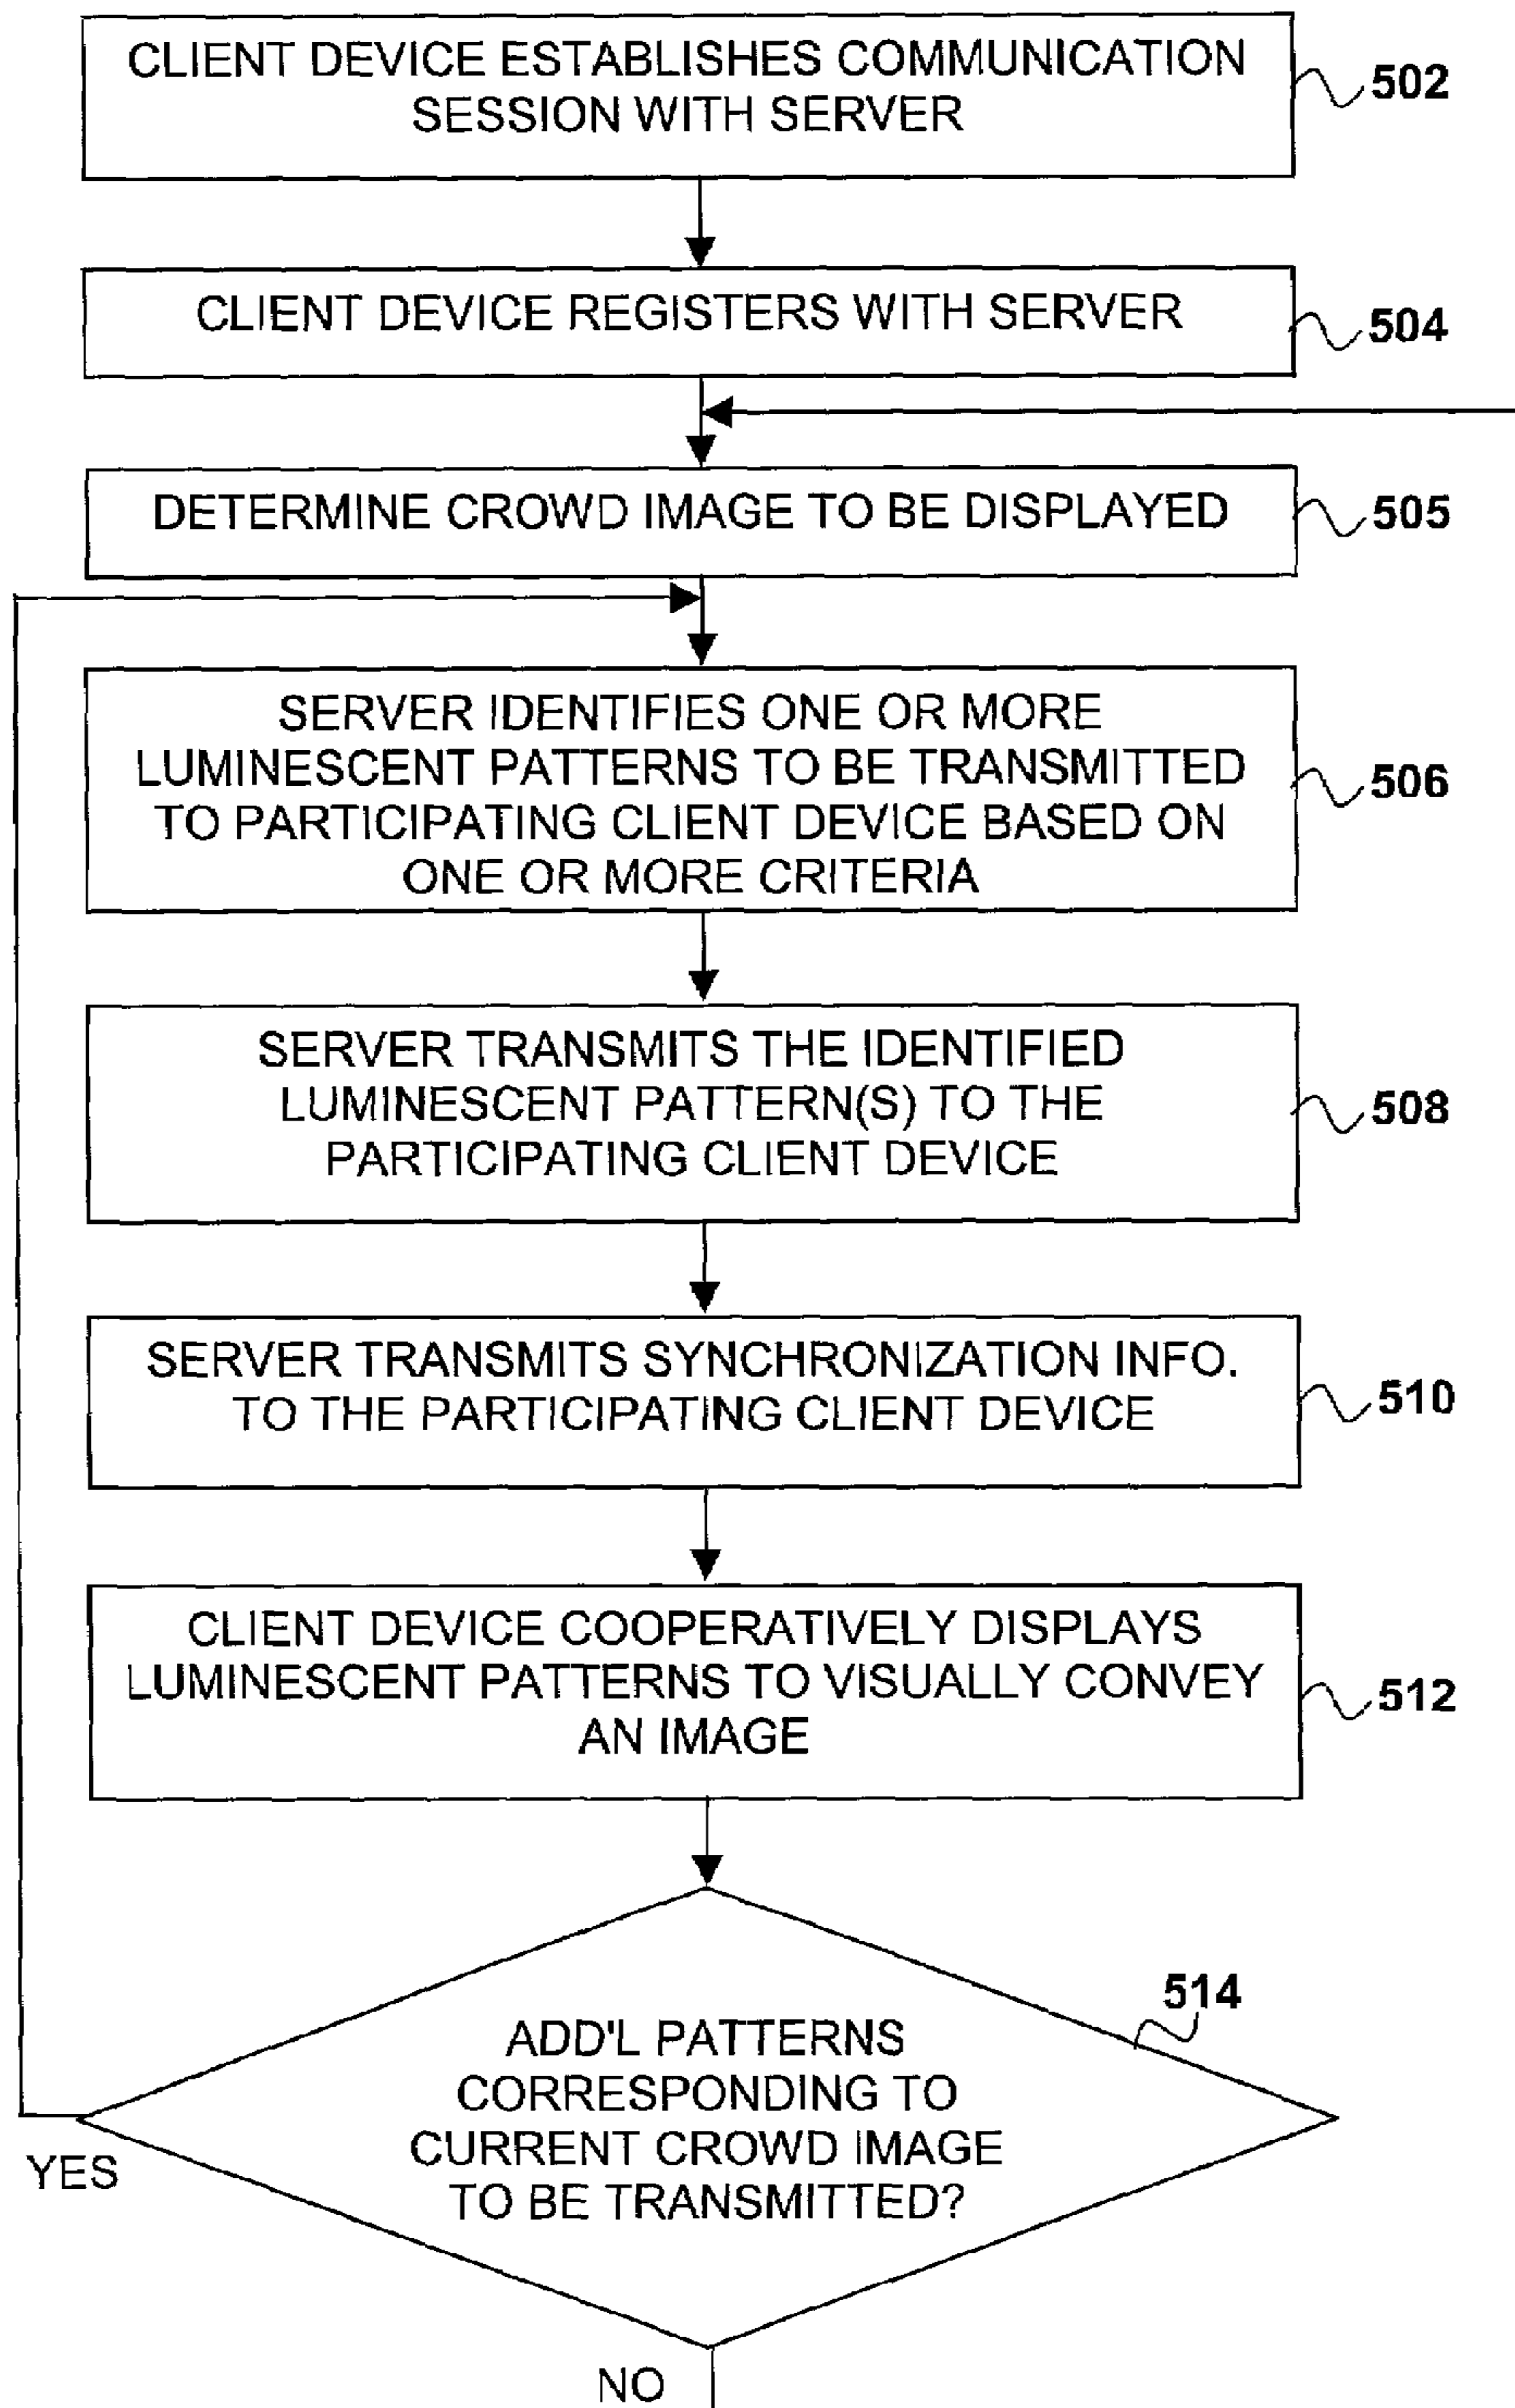 CLIENT DEVICE ESTABLISHES COMMUNICATION
SESSION WITH SERVER
502
CLIENT DEVICE REGISTERS WITH SERVER
504
DETERMINE CROWD IMAGE TO BE DISPLAYED
505
SERVER IDENTIFIES ONE OR MORE
LUMINESCENT PATTERNS TO BE TRANSMITTED
TO PARTICIPATING CLIENT DEVICE BASED ON
ONE OR MORE CRITERIA
506
SERVER TRANSMITS THE IDENTIFIED
LUMINESCENT PATTERN(S) TO THE
PARTICIPATING CLIENT DEVICE
508
SERVER TRANSMITS SYNCHRONIZATION INFO.
TO THE PARTICIPATING CLIENT DEVICE
510
CLIENT DEVICE COOPERATIVELY DISPLAYS
LUMINESCENT PATTERNS TO VISUALLY CONVEY
AN IMAGE
512
514
ADD'L PATTERNS
CORRESPONDING TO
CURRENT CROWD IMAGE
TO BE TRANSMITTED?
YES
NO